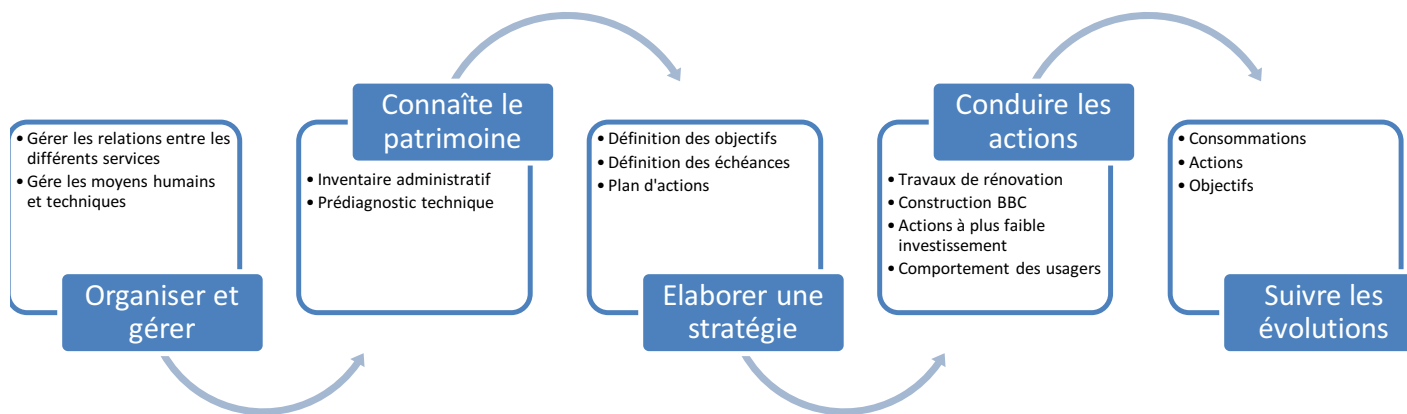 • Gérer les relations entre les
différents services
• Gére les moyens humains
et techniques
Organiser et
gérer
Connaîte le
patrimoine
• Inventaire administratif
• Prédiagnostic technique
• Définition des objectifs
• Définition des échéances
• Plan d'actions
Elaborer une
stratégie
Conduire les
actions
• Travaux de rénovation
• Construction BBC
• Actions à plus faible
investissement
• Comportement des usagers
• Consommations
• Actions
• Objectifs
Suivre les
évolutions